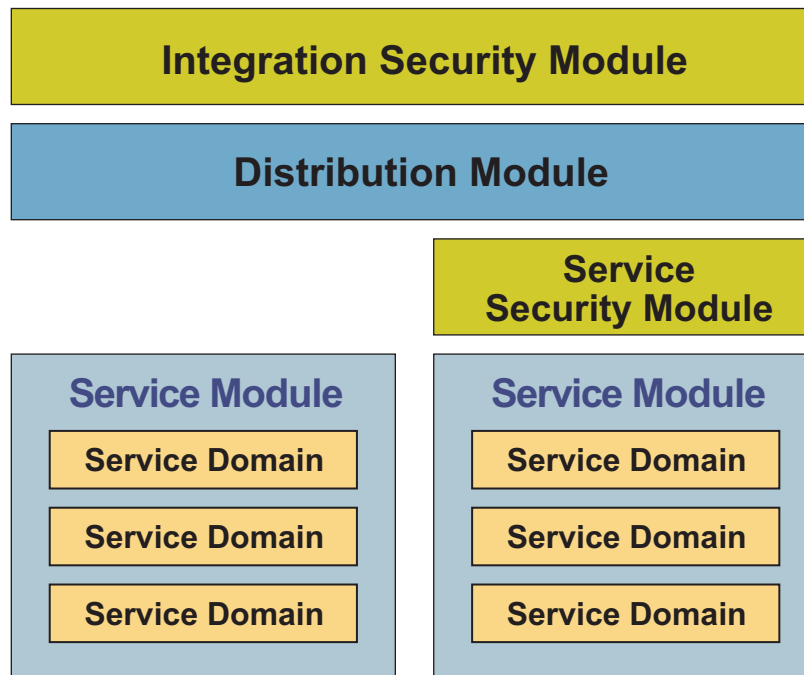 Integration Security Module
Distribution Module
Service
Security Module
Service Module
Service Domain
Service Domain
Service Domain
Service Module
Service Domain
Service Domain
Service Domain